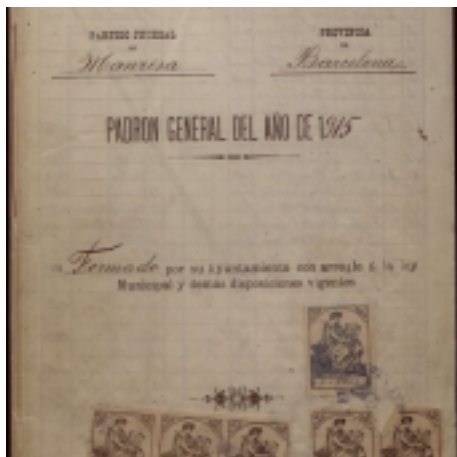 PARTIDO JUDICIAL
DE
Manresa
PROVINCIA
DE
Barcelona
PADRON GENERAL DEL AÑO DE 1915
Formado por su ayuntamiento con arreglo á la ley
Municipal y demás disposiciones vigentes